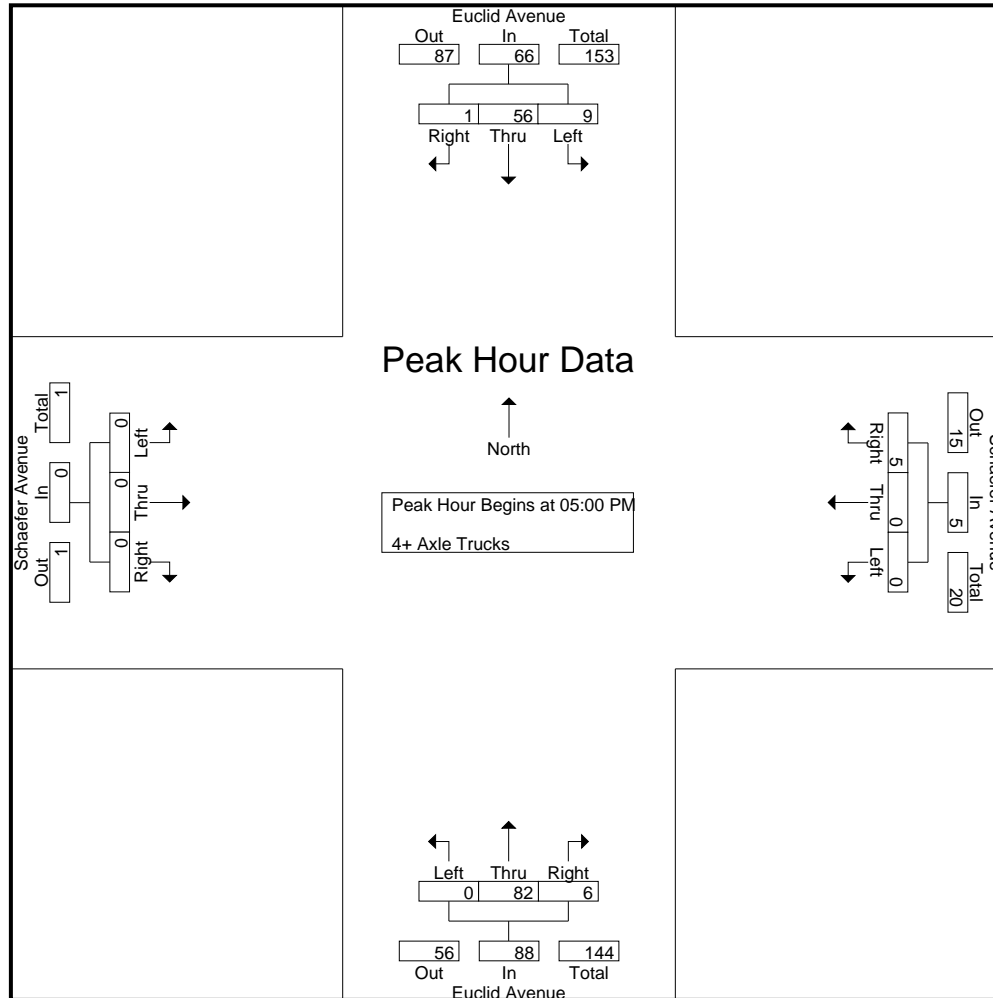 Euclid Avenue
Out In Total
87 66 153
1 56 9
Right Thru Left
Peak Hour Data
North
Peak Hour Begins at 05:00 PM
4+ Axle Trucks
Schaefer Avenue
Total In Out
1 0 1
0 0 0
Left Thru Right
Out In Total
15 5 20
5 0 0
Right Thru Left
Avenue
Left Thru Right
0 82 6
56 88 144
Out In Total
Euclid Avenue